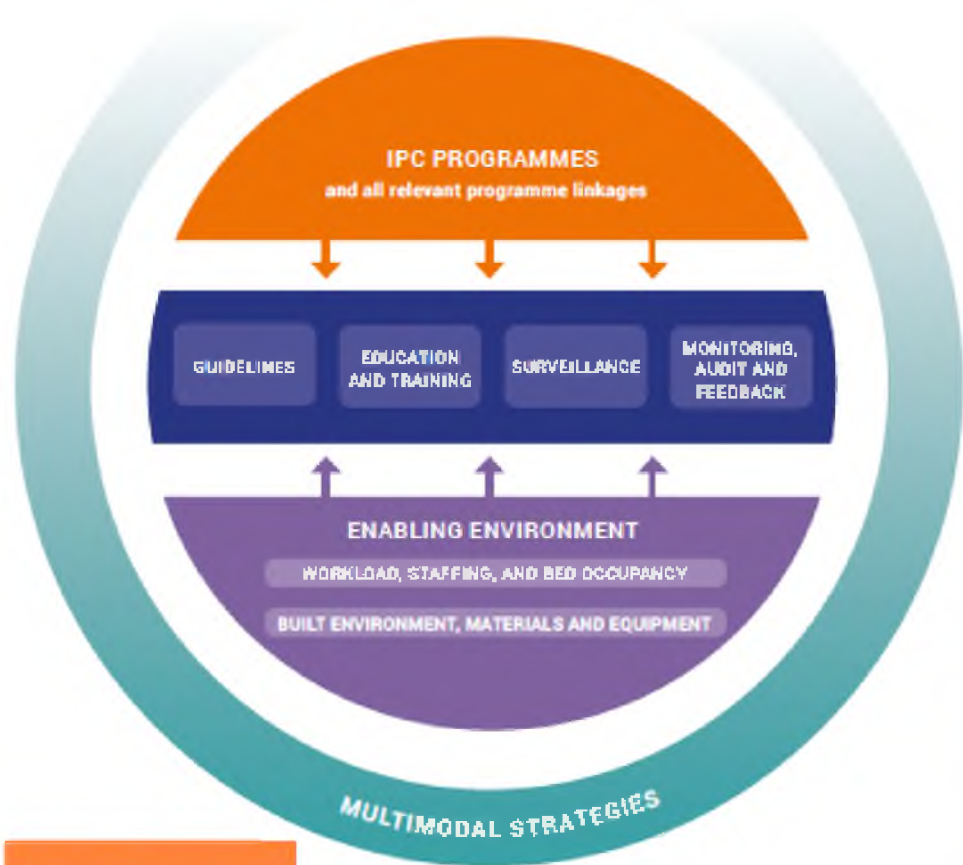 IPC PROGRAMMES
and all relevant programme linkages
GUIDELINES
EDUCATION
AND TRAINING
SURVEILLANCE
MONITORING,
AUDIT AND
FEEDBACK
ENABLING ENVIRONMENT
WORKLOAD, STAFFING, AND BED OCCUPANCY
BUILT ENVIRONMENT, MATERIALS AND EQUIPMENT
MULTIMODAL STRATEGIES